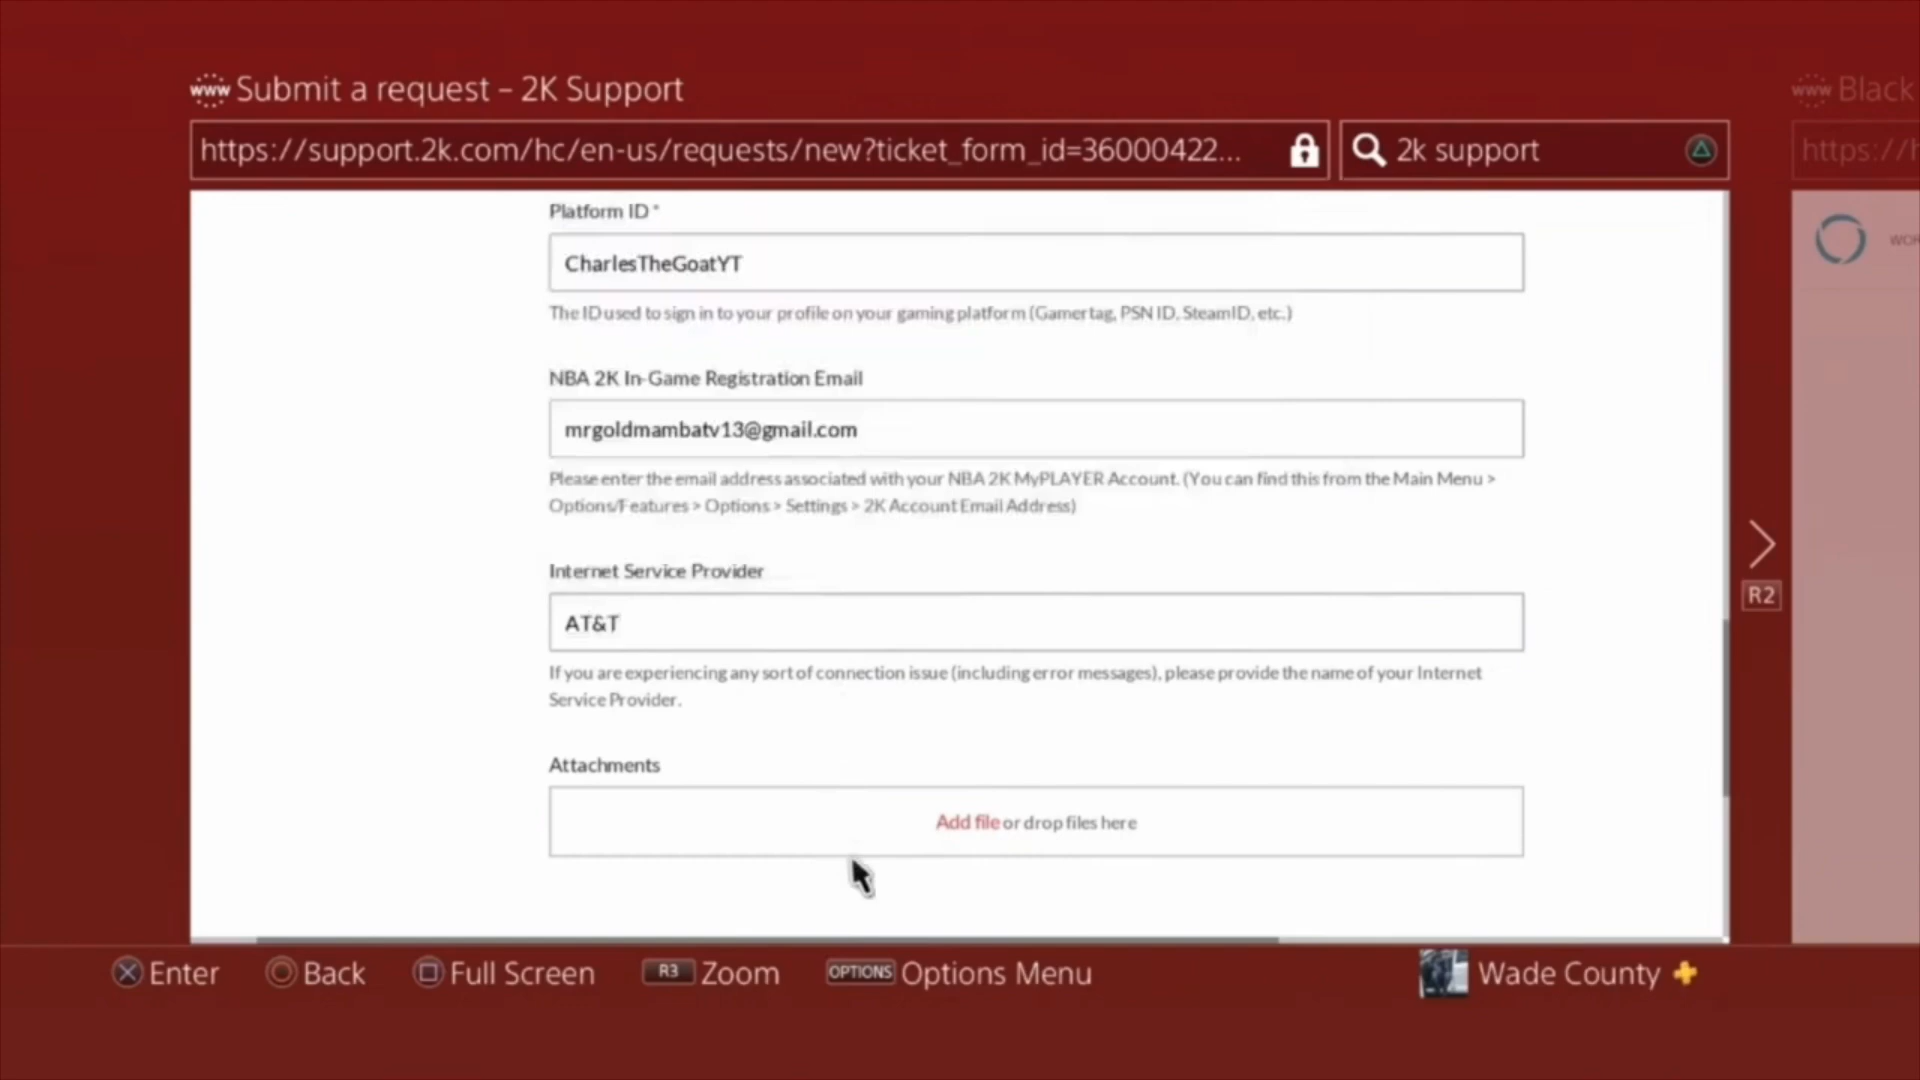 www Submit a request – 2K Support
www Black
https://support.2k.com/hc/en-us/requests/new?ticket_form_id=36000422...
2k support
https://h
Platform ID *
CharlesTheGoatYT
WOR
The ID used to sign in to your profile on your gaming platform (Gamertag, PSN ID, SteamID, etc.)
NBA 2K In-Game Registration Email
mrgoldmambatv13@gmail.com
Please enter the email address associated with your NBA 2K MyPLAYER Account. (You can find this from the Main Menu >
Options/Features > Options > Settings > 2K Account Email Address)
Internet Service Provider
R2
AT&T
If you are experiencing any sort of connection issue (including error messages), please provide the name of your Internet
Service Provider.
Attachments
Add file or drop files here
Enter Back Full Screen R3 Zoom OPTIONS Options Menu Wade County